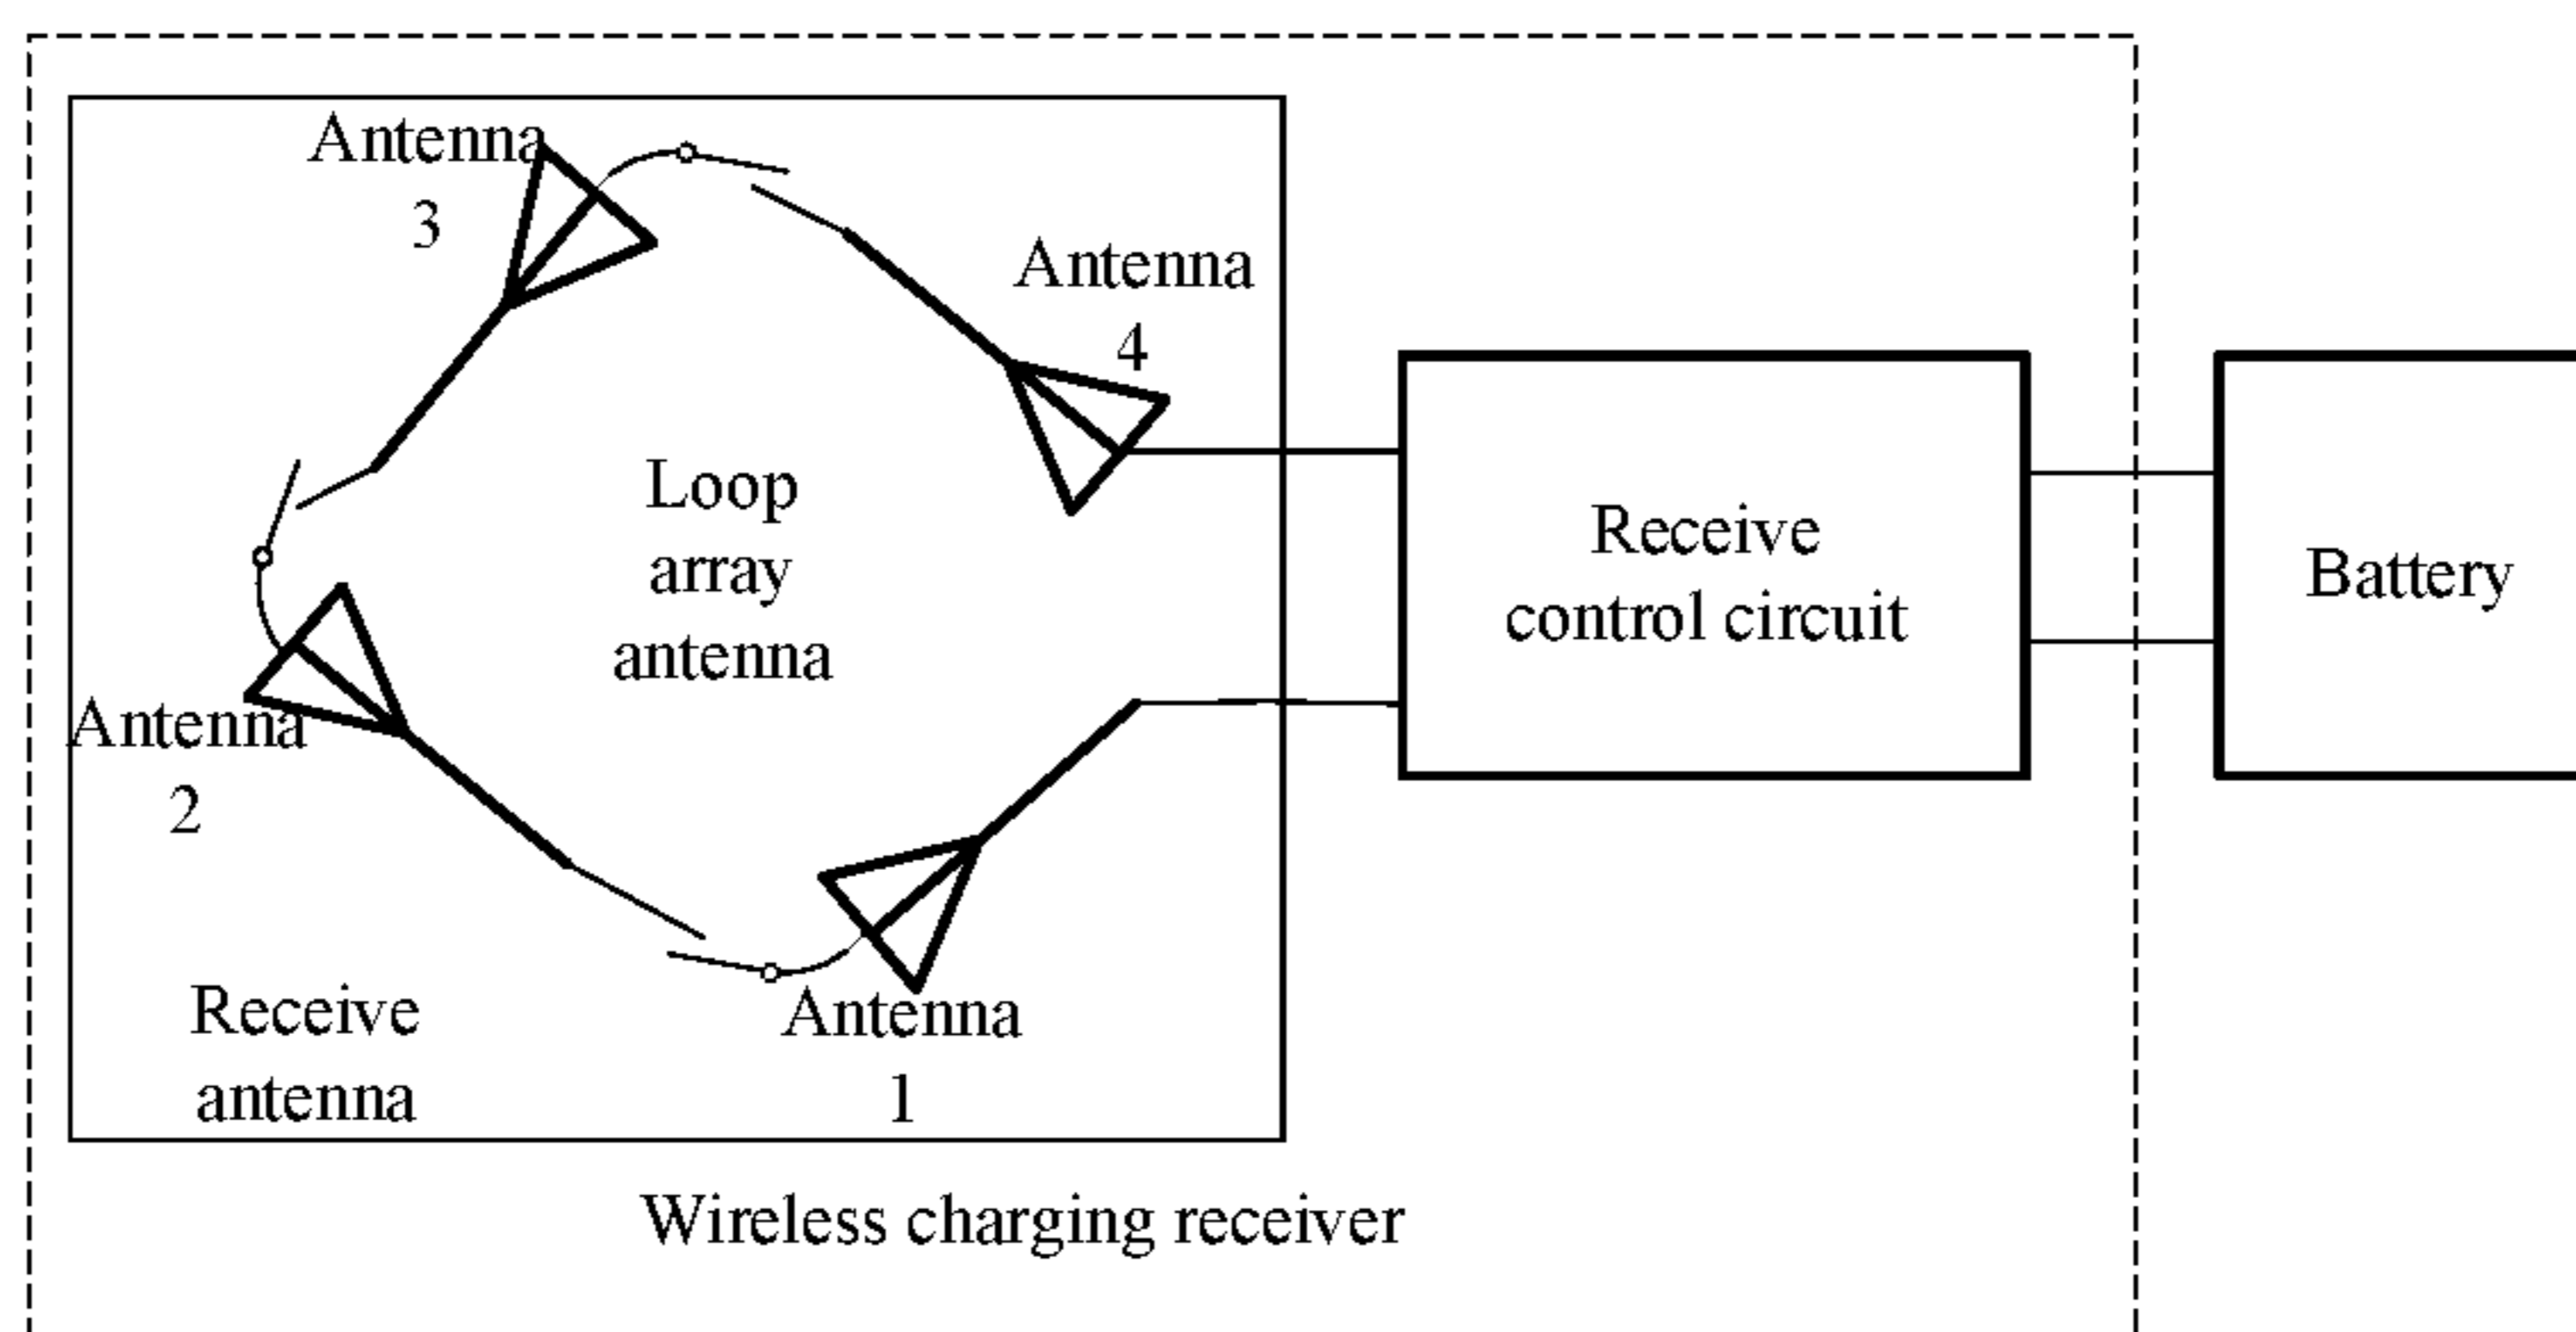 Antenna
3
Antenna
4
Loop
array
antenna
Receive
control circuit
Battery
Antenna
2
Antenna
1
Receive
antenna
Wireless charging receiver